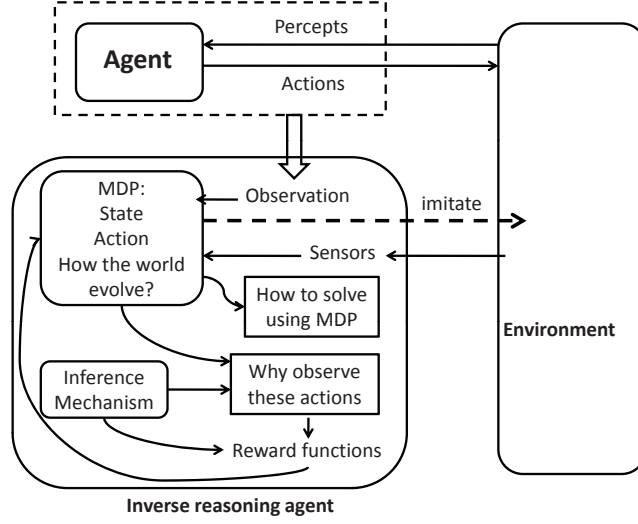 Percepts
Agent
Actions
MDP:
State
Action
How the world
evolve?
Observation
imitate
Sensors
How to solve
using MDP
Environment
Inference
Mechanism
Why observe
these actions
Reward functions
Inverse reasoning agent